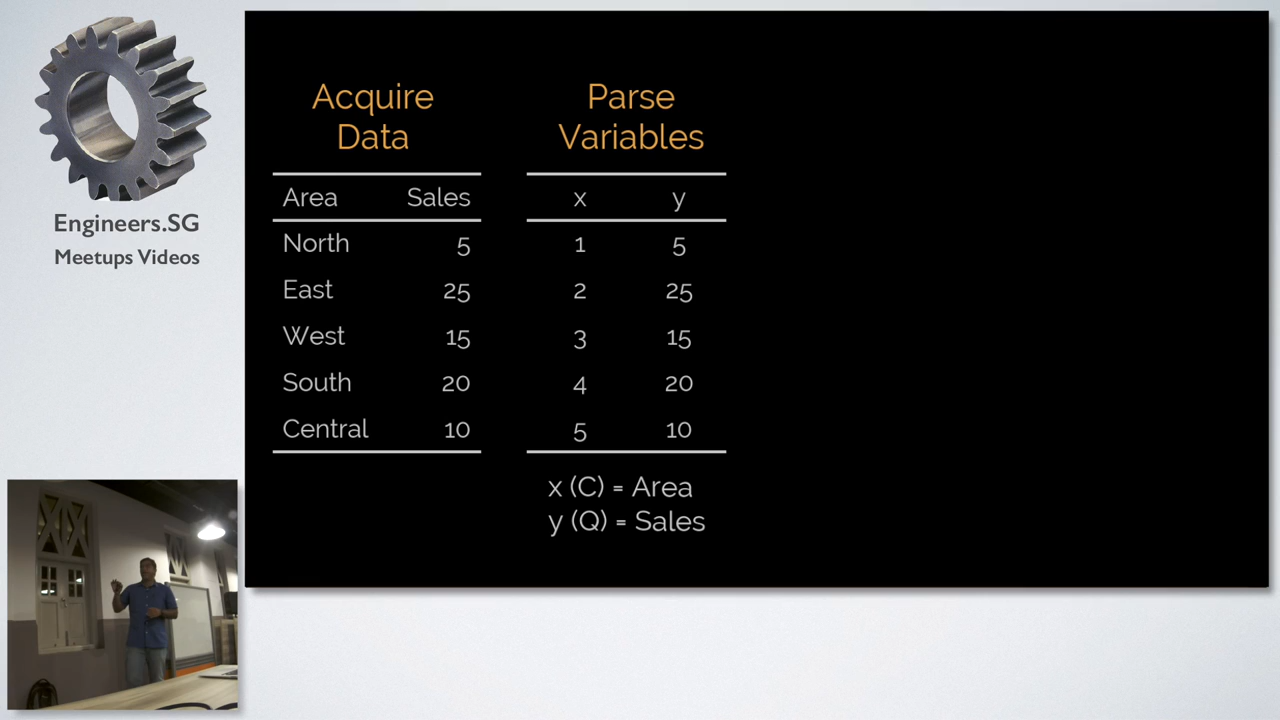 Engineers.SG
Meetups Videos
Acquire
Data
Area Sales
North 5
East 25
West 15
South 20
Central 10
Parse
Variables
x y
1 5
2 25
3 15
4 20
5 10
x (C) = Area
y (Q) = Sales